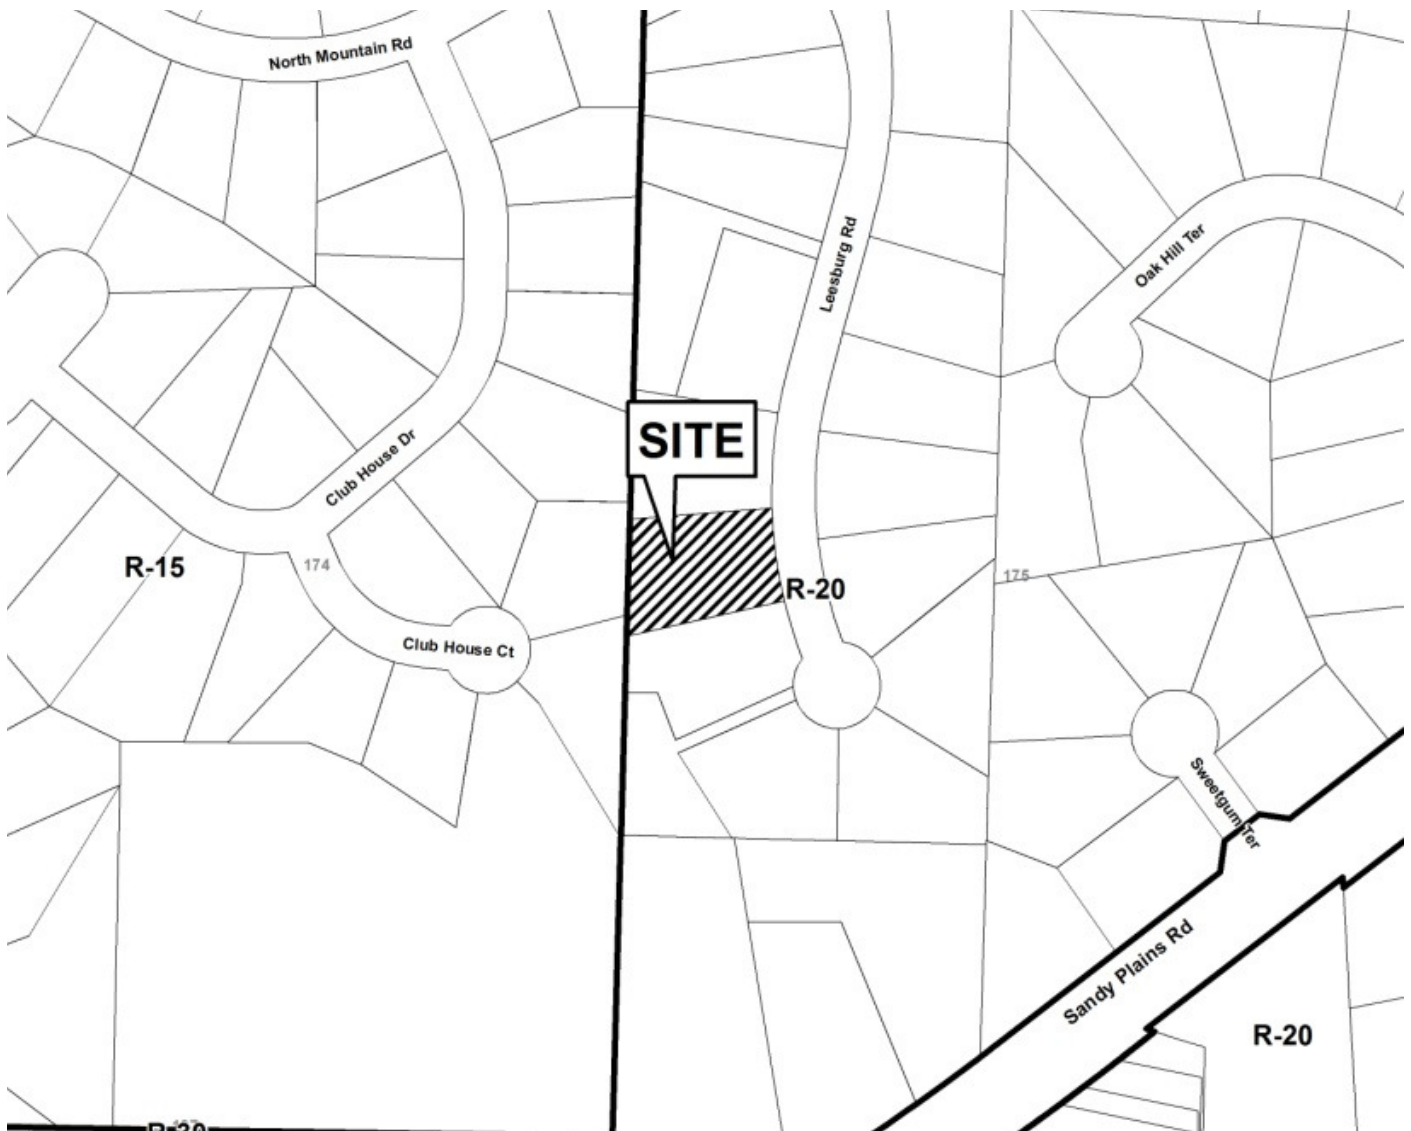 North Mountain Rd
Leesburg Rd
Oak Hill Ter
SITE
Club House Dr
R-15
174
175
R-20
Club House Ct
Sweetgum Ter
Sandy Plains Rd
R-20